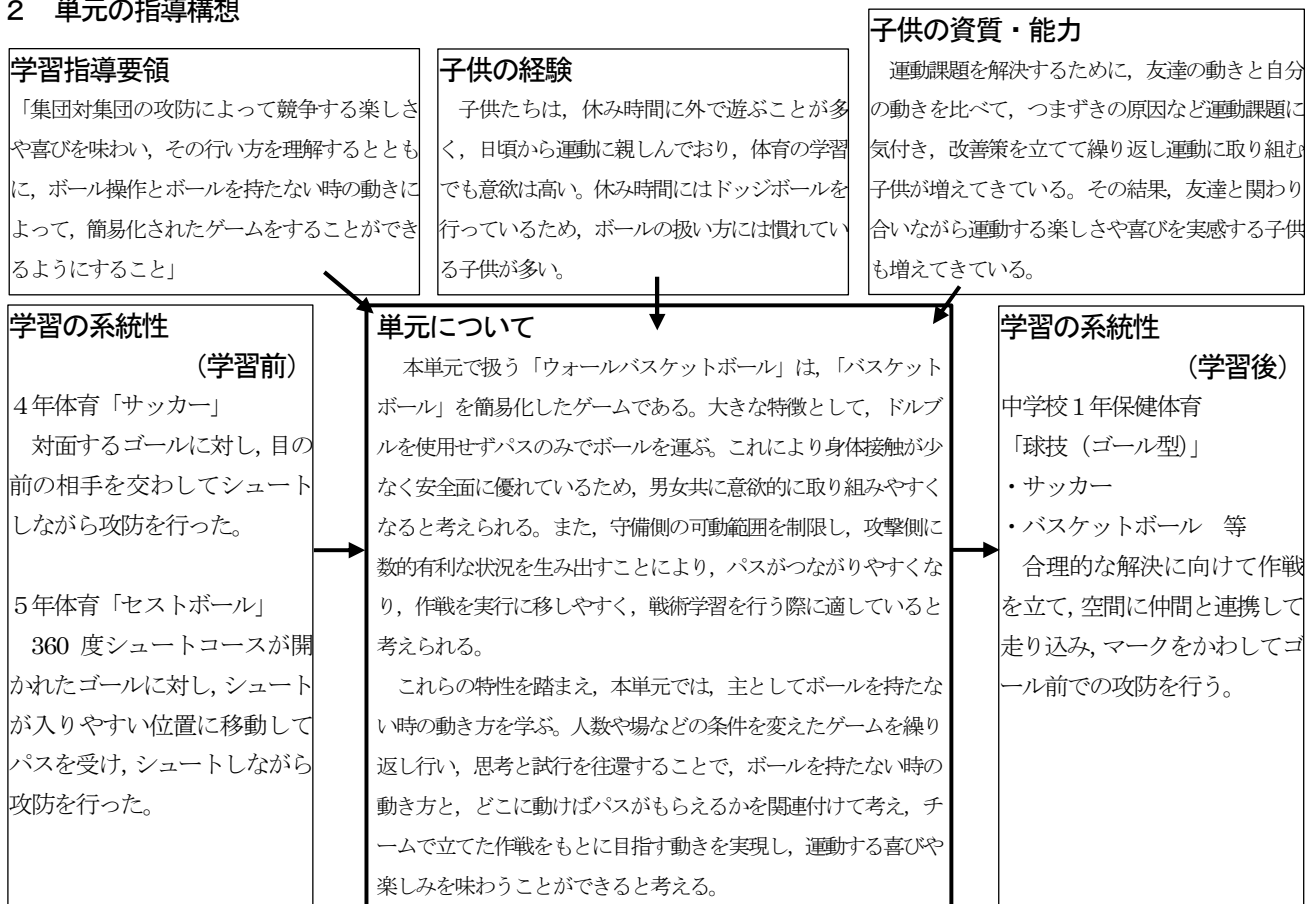 2　単元の指導構想
学習指導要領
「集団対集団の攻防によって競争する楽しさ
や喜びを味わい，その行い方を理解するととも
に，ボール操作とボールを持たない時の動きに
よって，簡易化されたゲームをすることができ
るようにすること」
子供の経験
子供たちは，休み時間に外で遊ぶことが多
く，日頃から運動に親しんでおり，体育の学習
でも意欲は高い。休み時間にはドッジボールを
行っているため，ボールの扱い方には慣れてい
る子供が多い。
子供の資質・能力
運動課題を解決するために，友達の動きと自分
の動きを比べて，つまずきの原因など運動課題に
気付き，改善策を立てて繰り返し運動に取り組む
子供が増えてきている。その結果，友達と関わり
合いながら運動する楽しさや喜びを実感する子供
も増えてきている。
学習の系統性
（学習前）
４年体育「サッカー」
対面するゴールに対し，目の
前の相手を交わしてシュート
しながら攻防を行った。
５年体育「セストボール」
360 度シュートコースが開
かれたゴールに対し，シュート
が入りやすい位置に移動して
パスを受け，シュートしながら
攻防を行った。
単元について
本単元で扱う「ウォールバスケットボール」は，「バスケット
ボール」を簡易化したゲームである。大きな特徴として，ドルブ
ルを使用せずパスのみでボールを運ぶ。これにより身体接触が少
なく安全面に優れているため，男女共に意欲的に取り組みやすく
なると考えられる。また，守備側の可動範囲を制限し，攻撃側に
数的有利な状況を生み出すことにより，パスがつながりやすくな
り，作戦を実行に移しやすく，戦術学習を行う際に適していると
考えられる。
これらの特性を踏まえ，本単元では，主としてボールを持たな
い時の動き方を学ぶ。人数や場などの条件を変えたゲームを繰り
返し行い，思考と試行を往還することで，ボールを持たない時の
動き方と，どこに動けばパスがもらえるかを関連付けて考え，チ
ームで立てた作戦をもとに目指す動きを実現し，運動する喜びや
楽しみを味わうことができると考える。
学習の系統性
（学習後）
中学校１年保健体育
「球技（ゴール型）」
・サッカー
・バスケットボール　等
合理的な解決に向けて作戦
を立て，空間に仲間と連携して
走り込み，マークをかわしてゴ
ール前での攻防を行う。